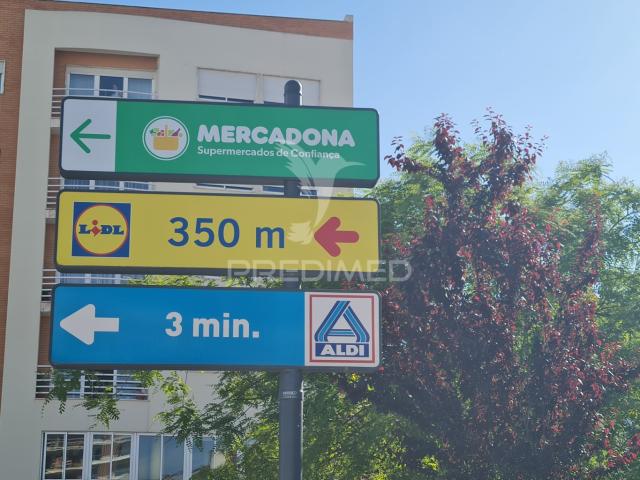 MERCADONA
Supermercados de Confiança
LIDL
350 m
PREDIMED
3 min.
ALDI